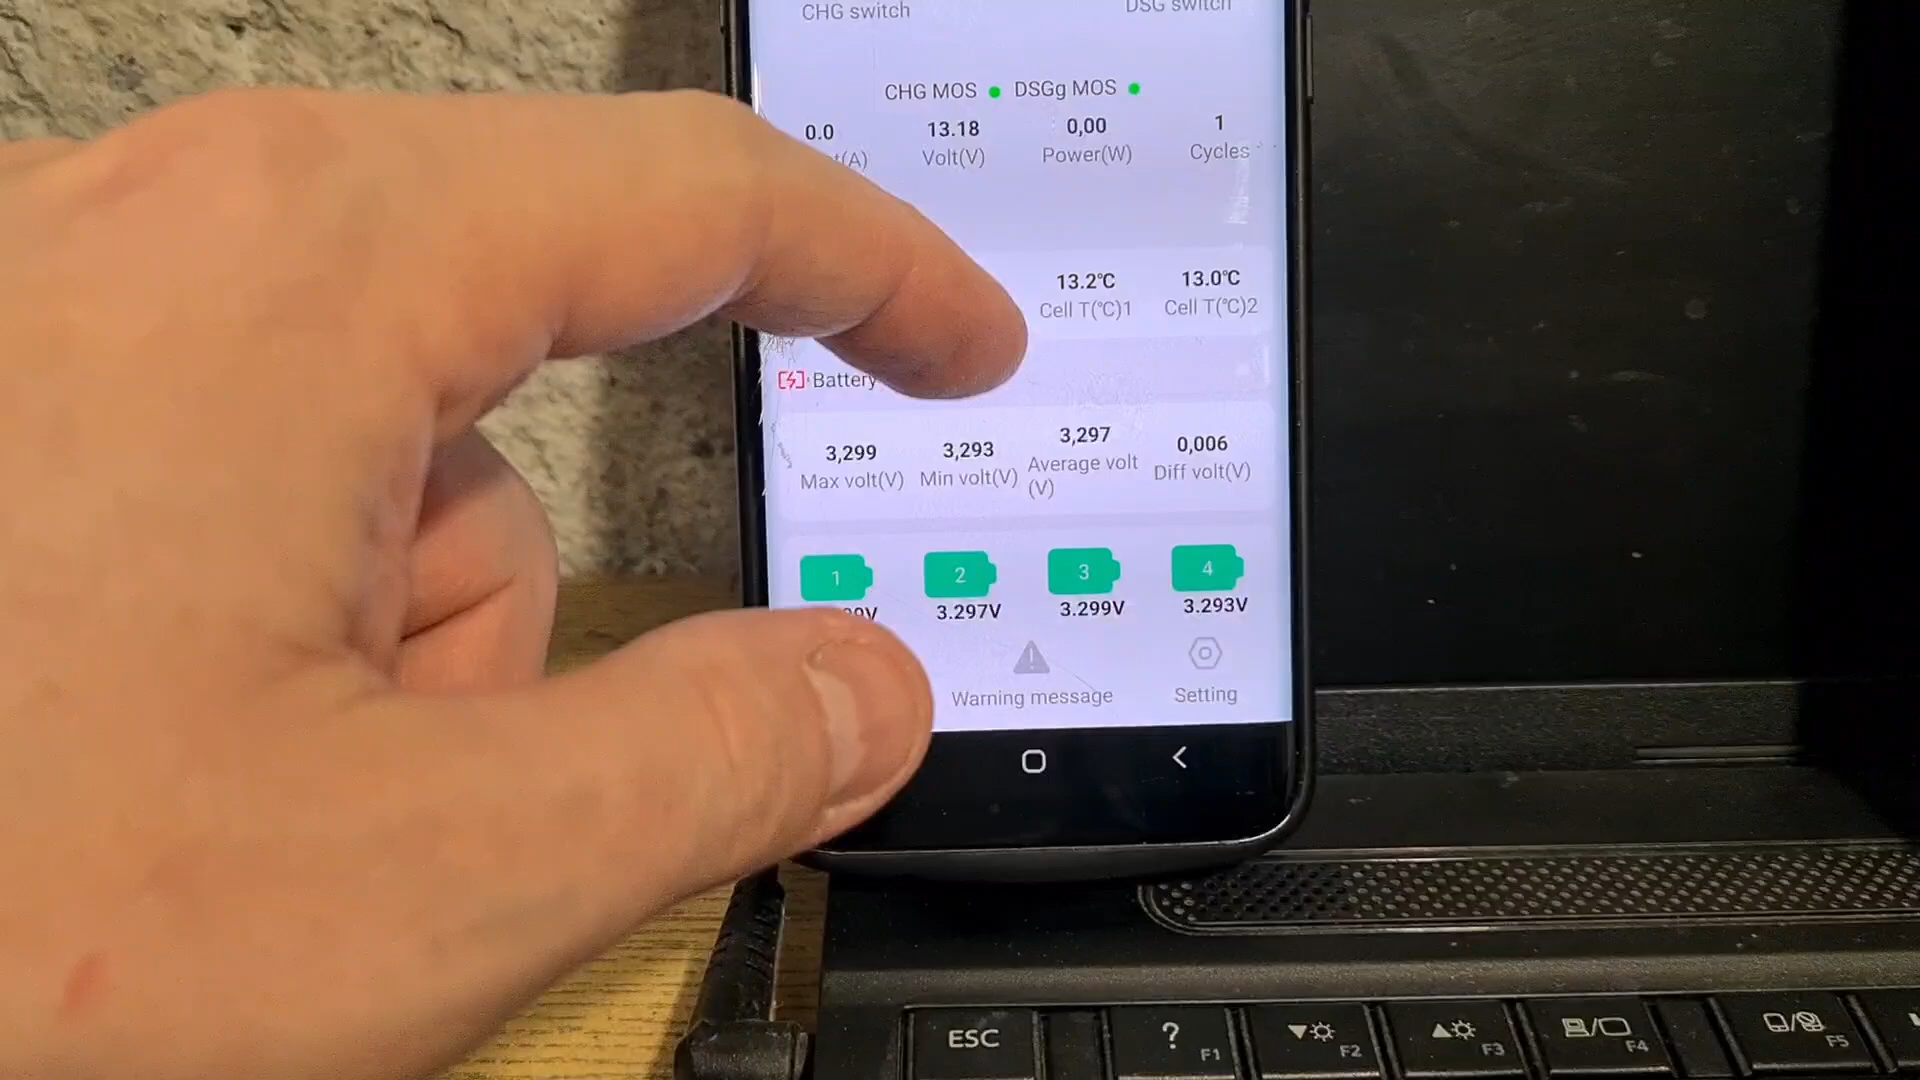 CHG switch DSG switch
CHG MOS DSGg MOS
0.0 13.18 0,00 1
(A) Volt(V) Power(W) Cycles
13.2℃ 13.0℃
Cell T(℃)1 Cell T(℃)2
Battery
3,299 3,293 3,297 0,006
Max volt(V) Min volt(V) Average volt (V) Diff volt(V)
1 2 3 4
3.297V 3.299V 3.293V
Warning message Setting
ESC ? F1 F2 F3 F4 F5